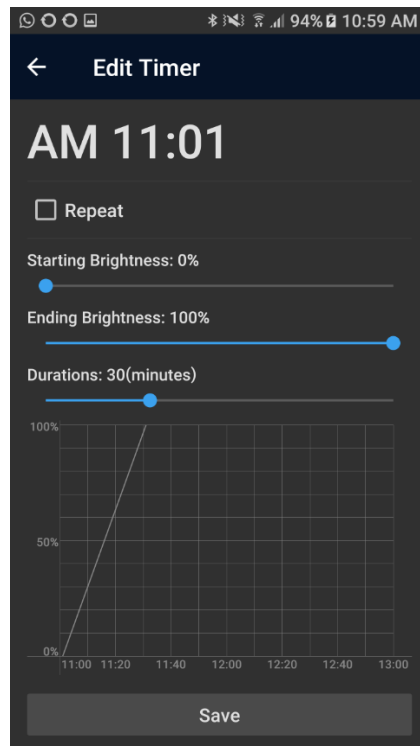 94% 10:59 AM
Edit Timer
AM 11:01
Repeat
Starting Brightness: 0%
Ending Brightness: 100%
Durations: 30(minutes)
100%
50%
0%
11:00 11:20 11:40 12:00 12:20 12:40 13:00
Save